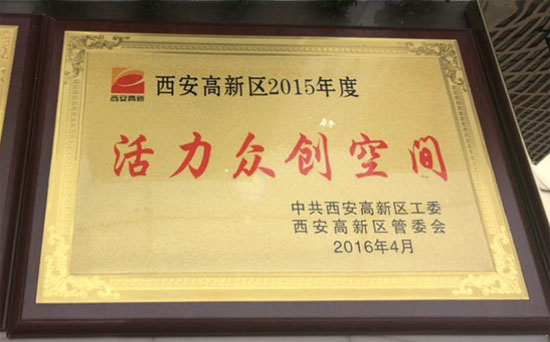 西安高新区2015年度
西安高新
活力众创空间
中共西安高新区工委
西安高新区管委会
2016年4月